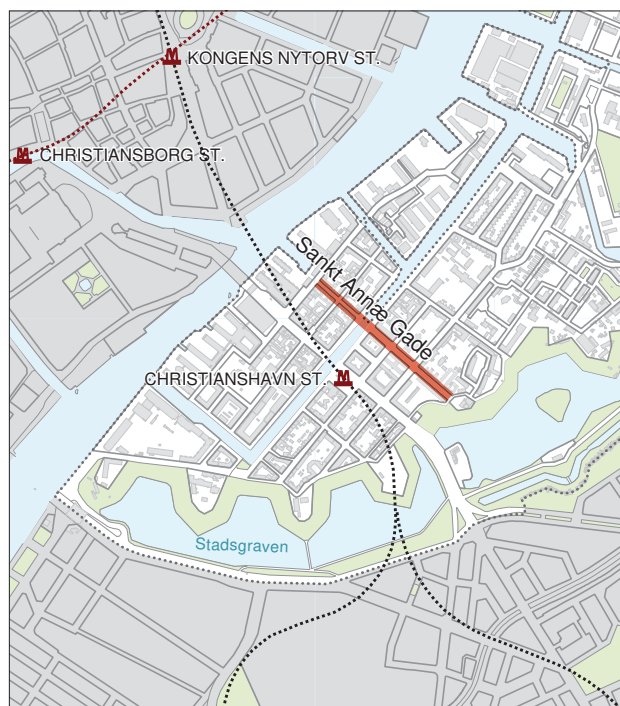 KONGENS NYTORV ST.
CHRISTIANSBORG ST.
Sankt Annæ Gade
CHRISTIANSHAVN ST.
Stadsgraven